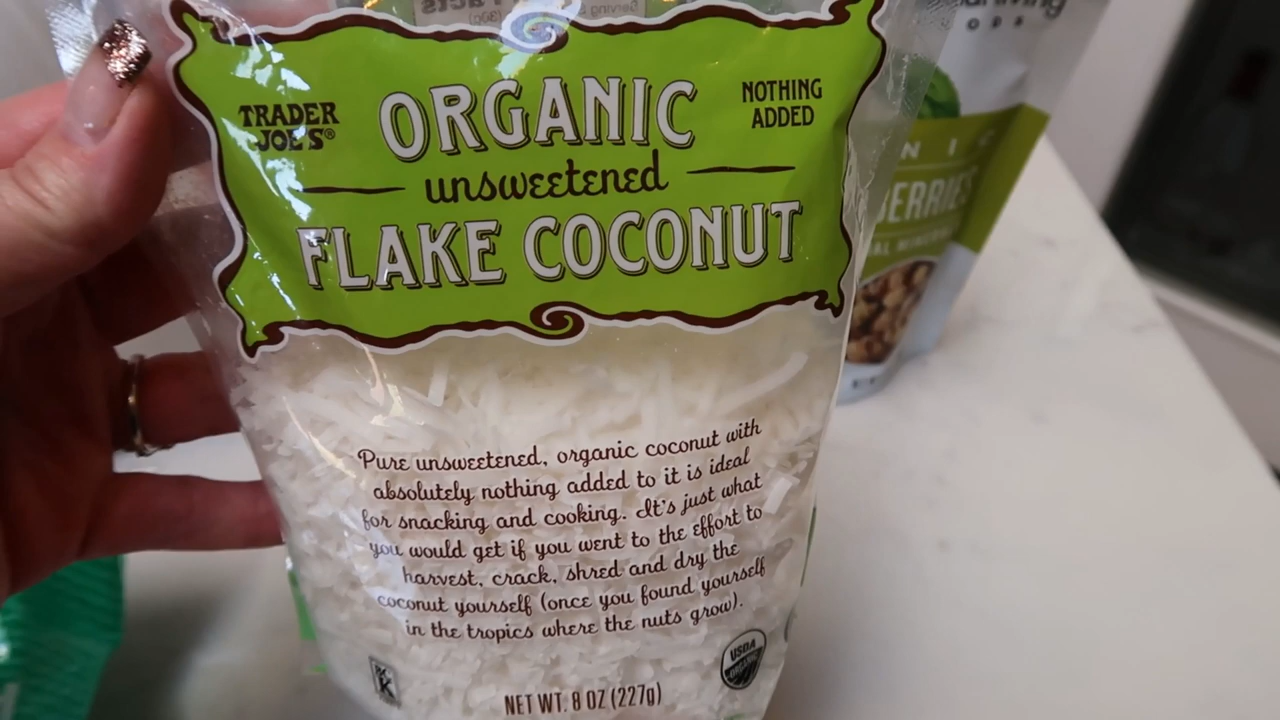 TRADER
JOE'S®
ORGANIC
NOTHING
ADDED
unsweetened
FLAKE COCONUT
Pure unsweetened, organic coconut with
absolutely nothing added to it is ideal
for snacking and cooking. It's just what
you would get if you went to the effort to
harvest, crack, shred and dry the
coconut yourself (once you found yourself
in the tropics where the nuts grow).
K
USDA
ORGANIC
NET WT. 8 OZ (227g)